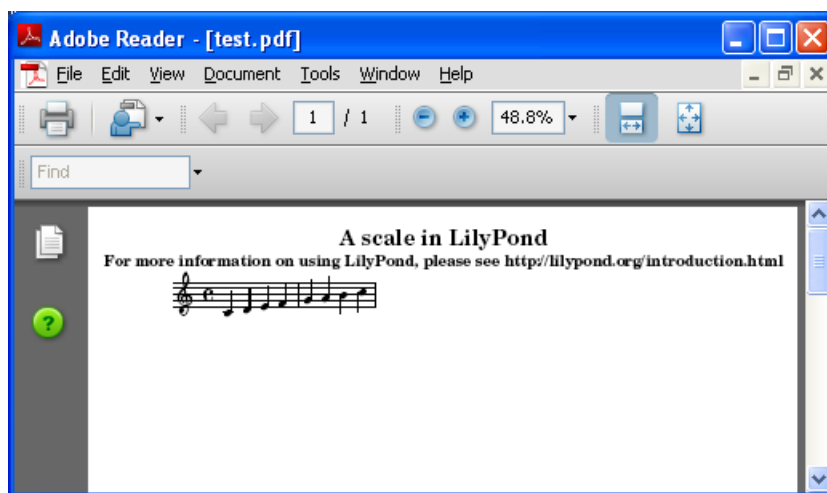 Adobe Reader - [test.pdf]
File Edit View Document Tools Window Help
1 / 1 48.8%
Find
A scale in LilyPond
For more information on using LilyPond, please see http://lilypond.org/introduction.html